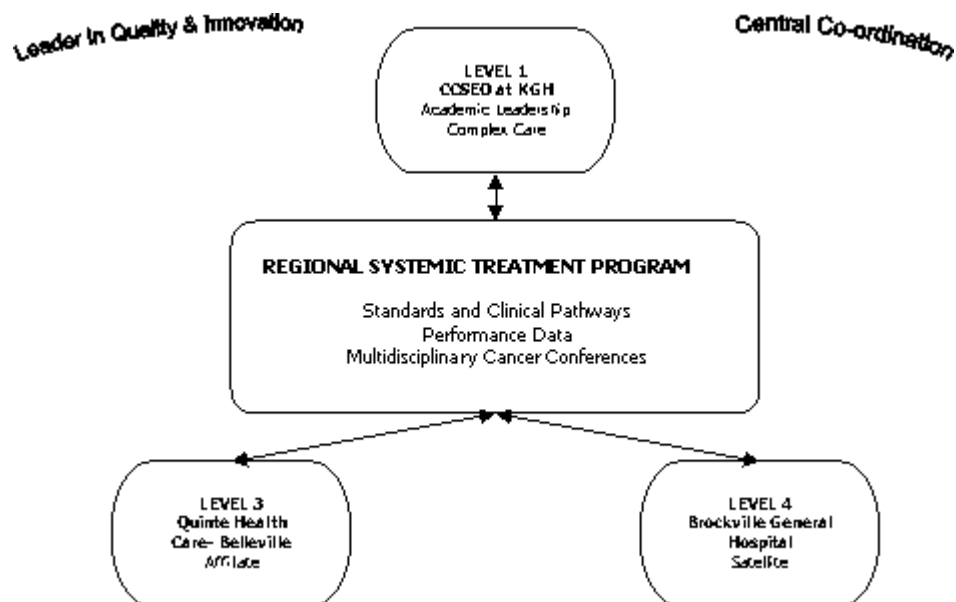 Leader in Quality & Innovation
Central Co-ordination
LEVEL 1
CCSEO at KGH
Academic Leadership
Complex Care
REGIONAL SYSTEMIC TREATMENT PROGRAM
Standards and Clinical Pathways
Performance Data
Multidisciplinary Cancer Conferences
LEVEL 3
Quinte Health
Care- Belleville
Affiliate
LEVEL 4
Brockville General
Hospital
Satellite